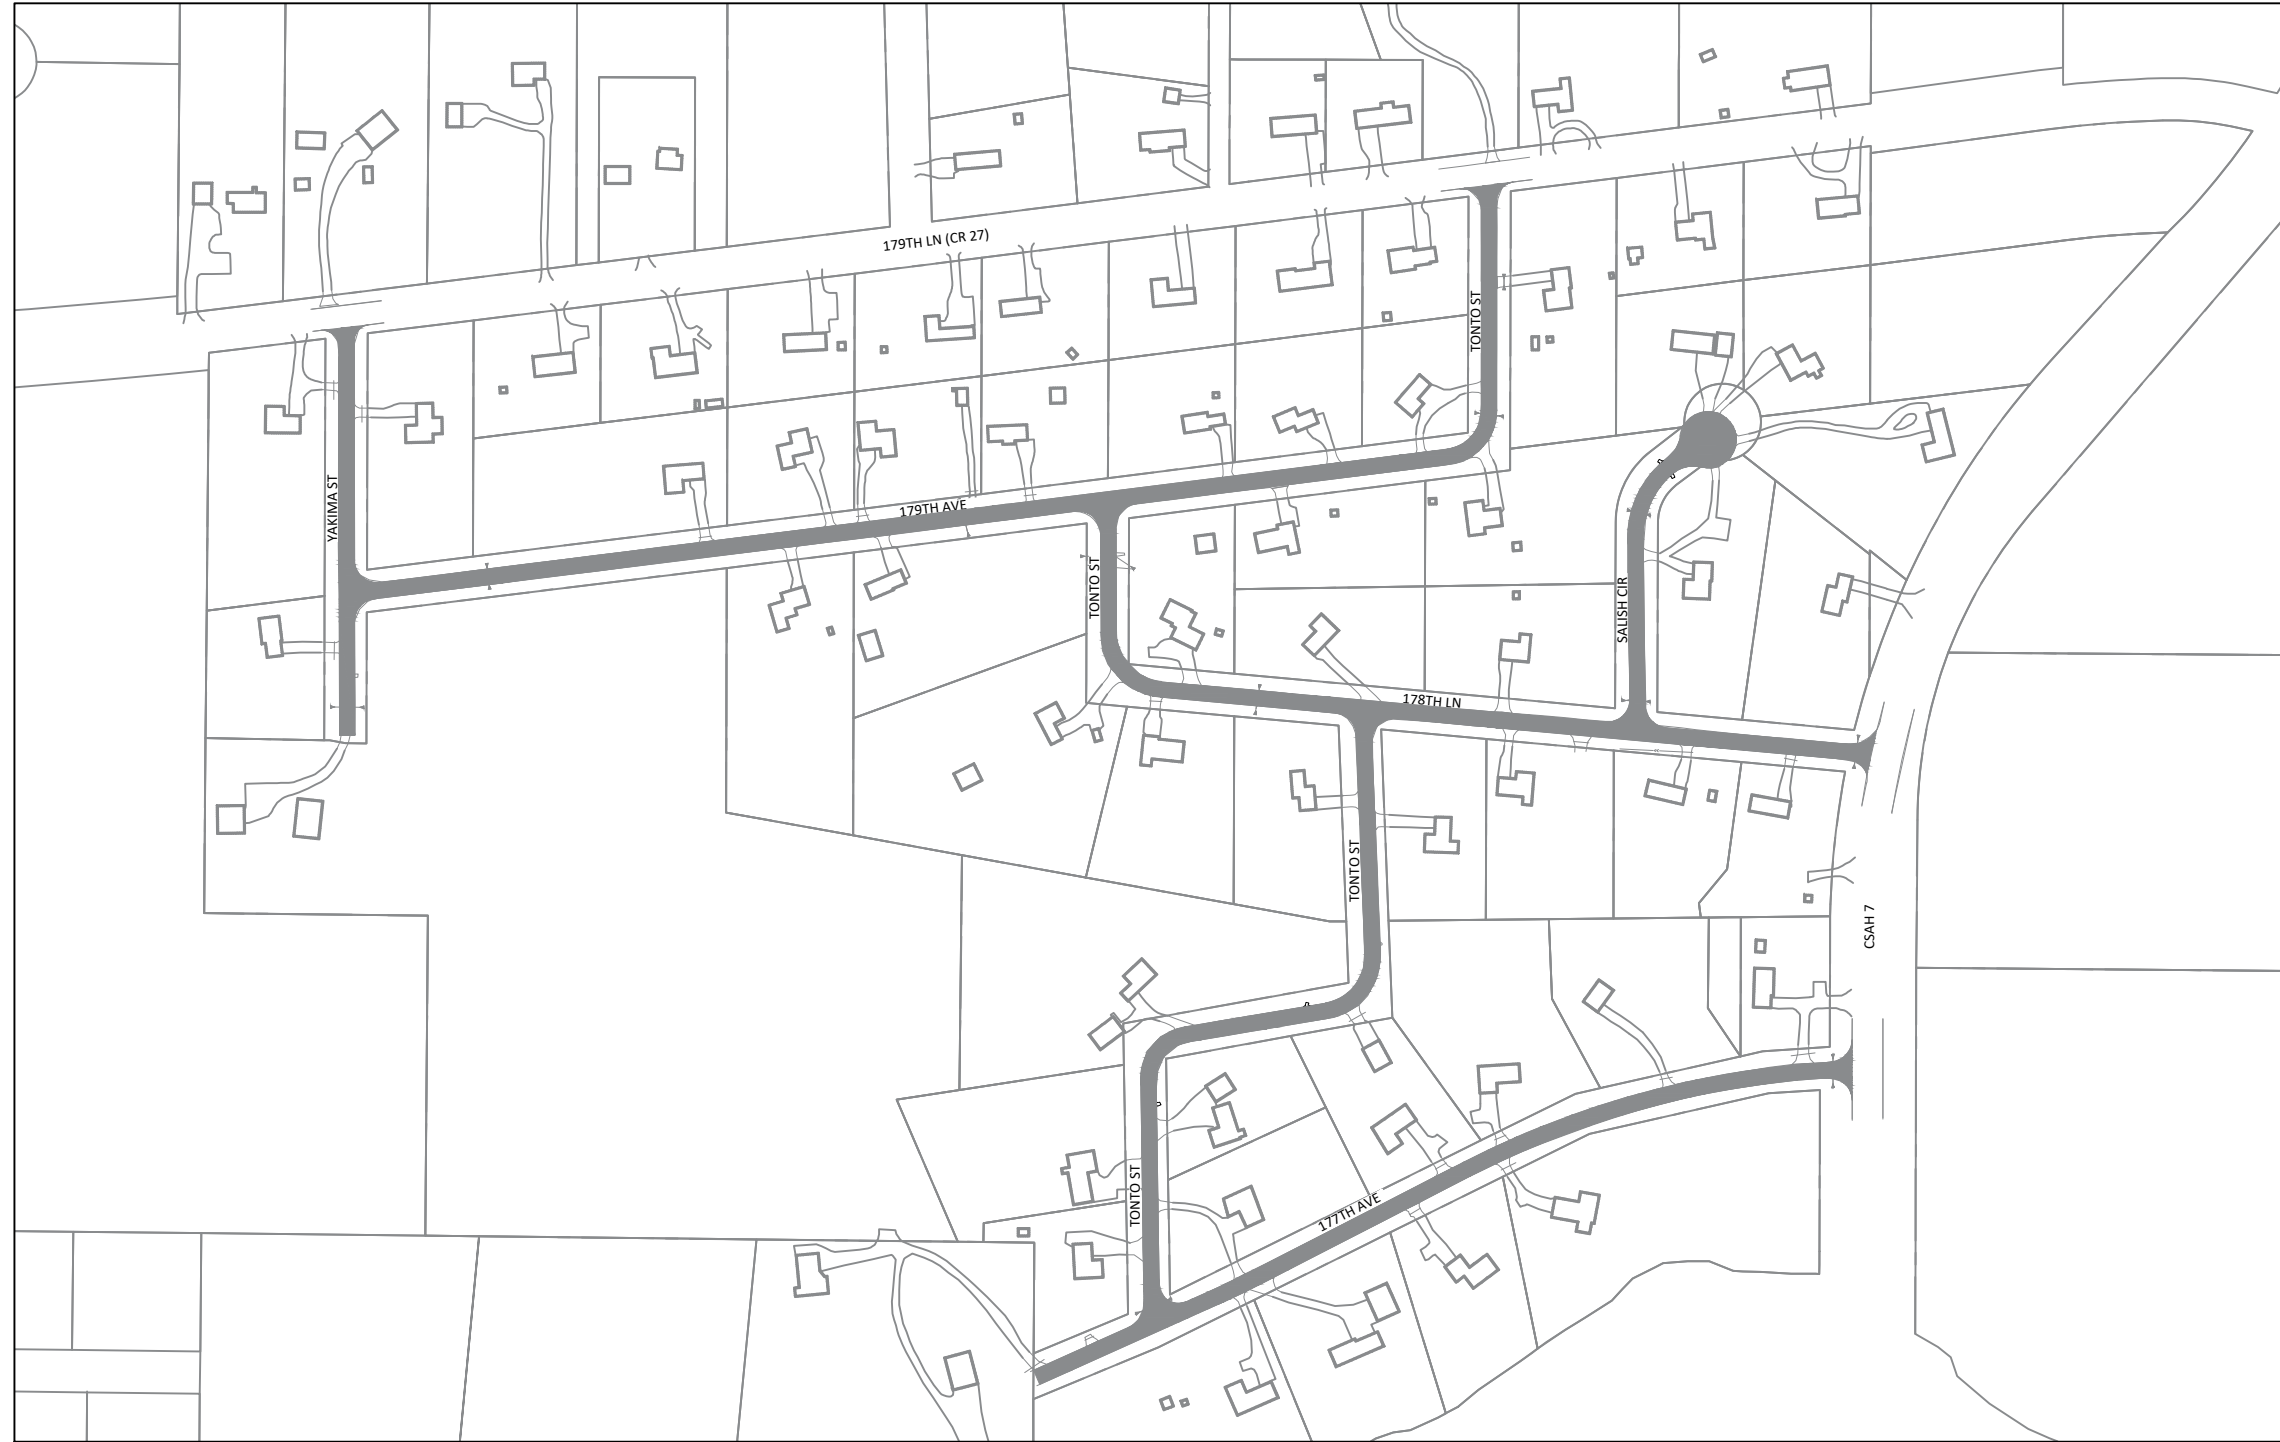 179TH LN (CR 27)
TONTO ST
YAKIMA ST
179TH AVE
TONTO ST
SALISH CIR
178TH LN
TONTO ST
CSAH 7
TONTO ST
177TH AVE